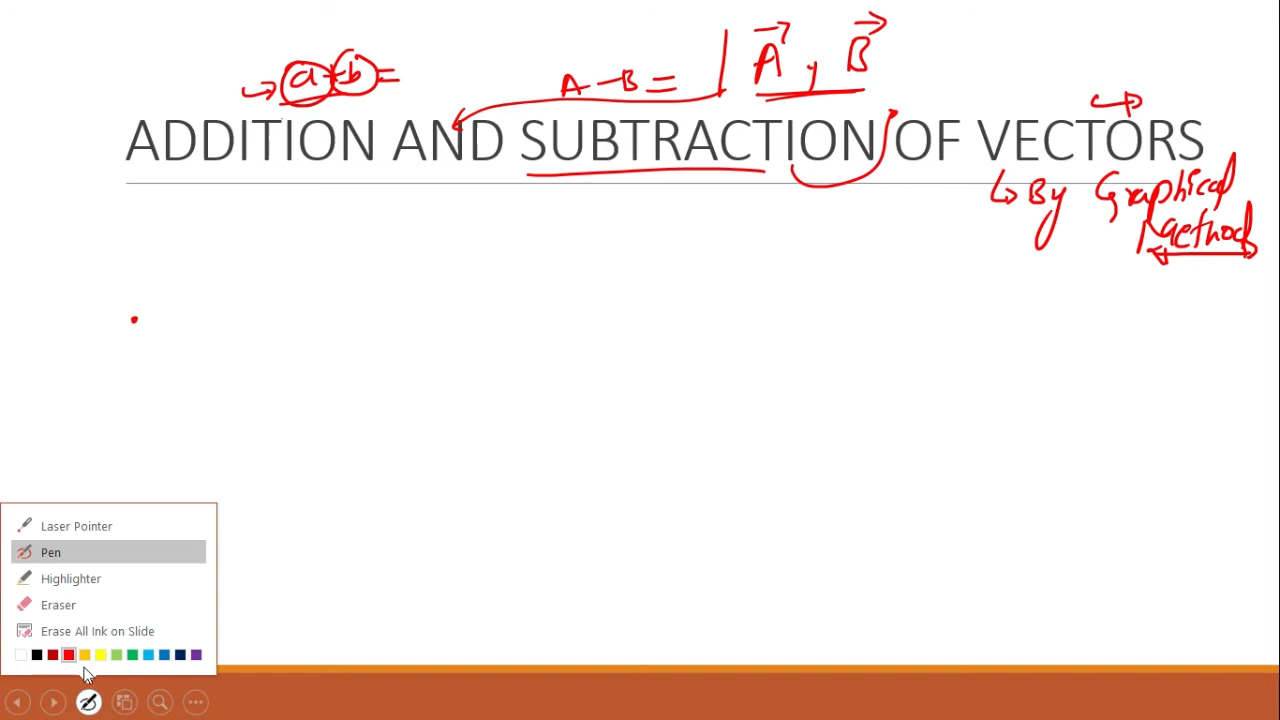 a+b=
A-B= | A⃗, B⃗
ADDITION AND SUBTRACTION OF VECTORS
↳ By Graphical
Method
Laser Pointer
Pen
Highlighter
Eraser
Erase All Ink on Slide